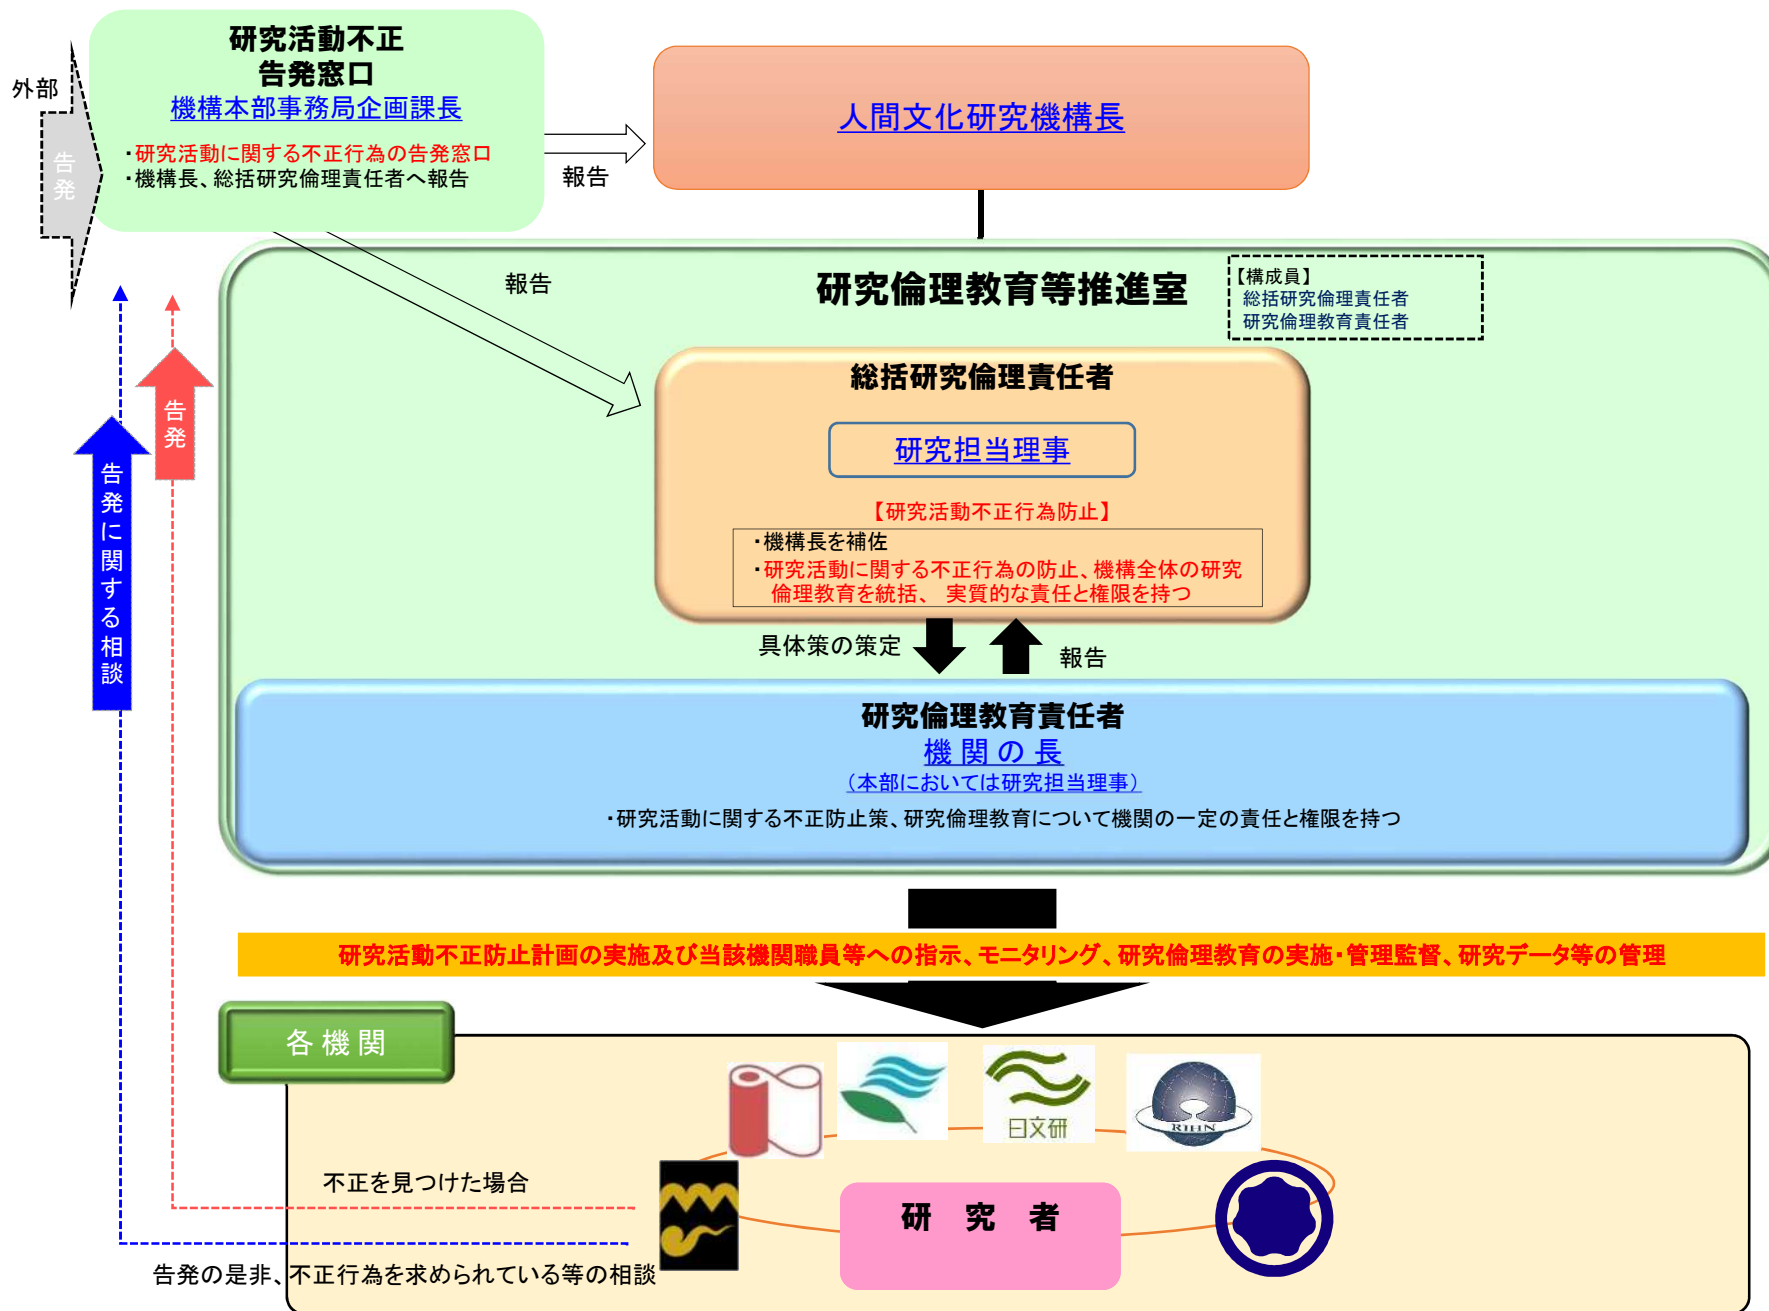 研究活動不正
告発窓口
機構本部事務局企画課長
・研究活動に関する不正行為の告発窓口
・機構長、総括研究倫理責任者へ報告
外部
告発
報告
人間文化研究機構長
報告
研究倫理教育等推進室
【構成員】
総括研究倫理責任者
研究倫理教育責任者
総括研究倫理責任者
研究担当理事
【研究活動不正行為防止】
・機構長を補佐
・研究活動に関する不正行為の防止、機構全体の研究
倫理教育を統括、 実質的な責任と権限を持つ
具体策の策定
報告
告発
告発に関する相談
研究倫理教育責任者
機関の長
（本部においては研究担当理事）
・研究活動に関する不正防止策、研究倫理教育について機関の一定の責任と権限を持つ
研究活動不正防止計画の実施及び当該機関職員等への指示、モニタリング、研究倫理教育の実施・管理監督、研究データ等の管理
各機関
日文研
RIHN
不正を見つけた場合
研 究 者
告発の是非、不正行為を求められている等の相談